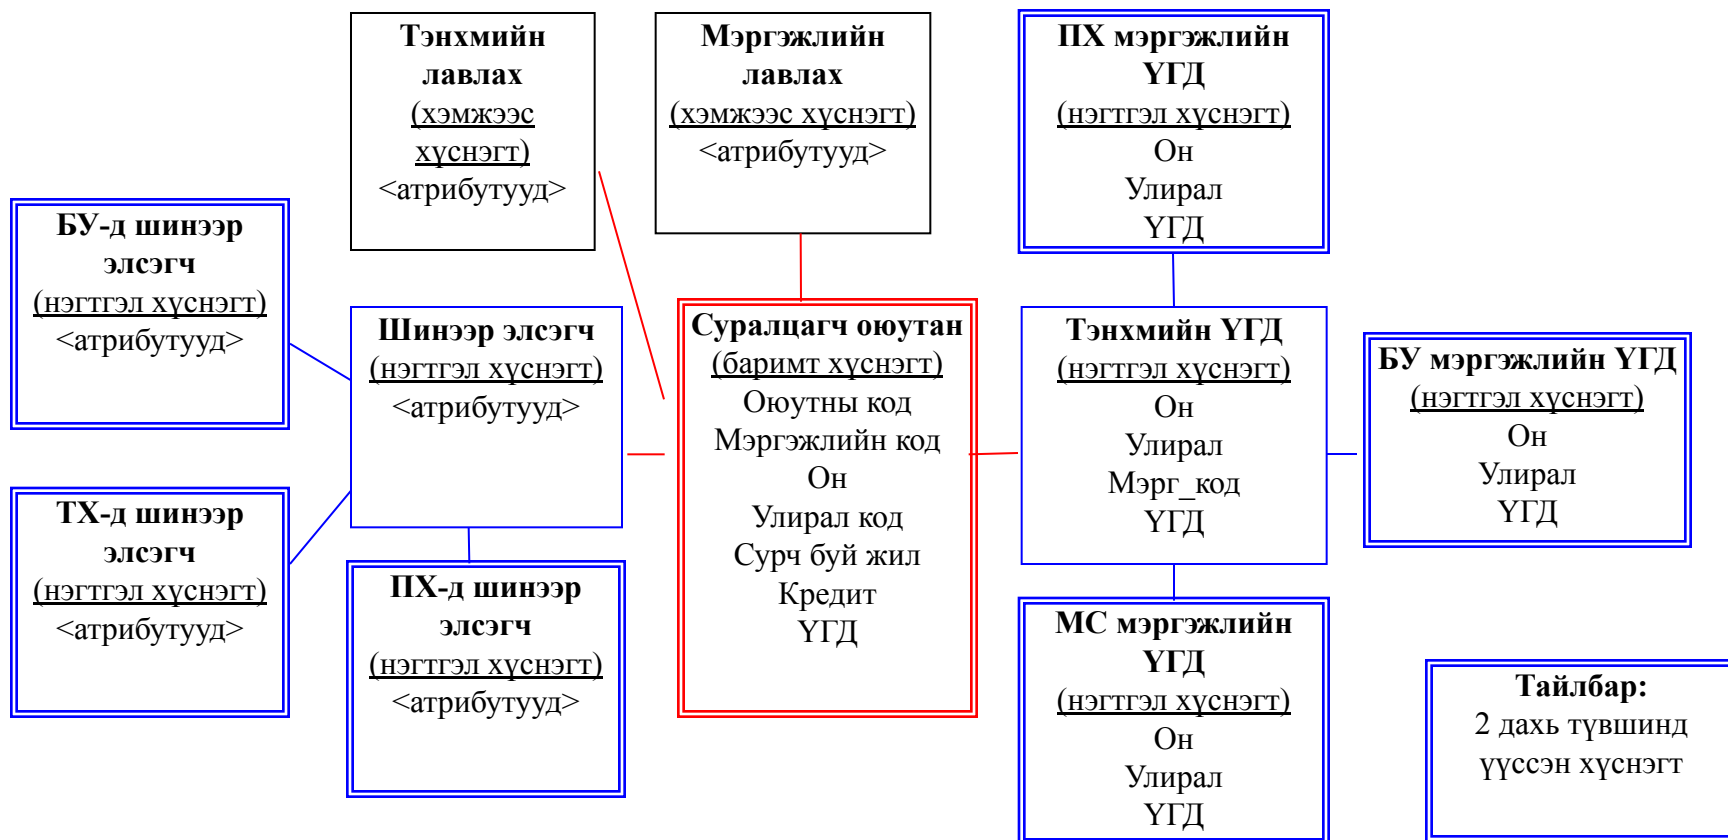 Тэнхмийн
лавлах
(хэмжээс
хүснэгт)
<атрибутууд>
Мэргэжлийн
лавлах
(хэмжээс хүснэгт)
<атрибутууд>
ПХ мэргэжлийн
ҮГД
(нэгтгэл хүснэгт)
Он
Улирал
ҮГД
БУ-д шинээр
элсэгч
(нэгтгэл хүснэгт)
<атрибутууд>
Шинээр элсэгч
(нэгтгэл хүснэгт)
<атрибутууд>
Суралцагч оюутан
(баримт хүснэгт)
Оюутны код
Мэргэжлийн код
Он
Улирал код
Сурч буй жил
Кредит
ҮГД
Тэнхмийн ҮГД
(нэгтгэл хүснэгт)
Он
Улирал
Мэрг_код
ҮГД
БУ мэргэжлийн ҮГД
(нэгтгэл хүснэгт)
Он
Улирал
ҮГД
ТХ-д шинээр
элсэгч
(нэгтгэл хүснэгт)
<атрибутууд>
ПХ-д шинээр
элсэгч
(нэгтгэл хүснэгт)
<атрибутууд>
МС мэргэжлийн
ҮГД
(нэгтгэл хүснэгт)
Он
Улирал
ҮГД
Тайлбар:
2 дахь түвшинд
үүссэн хүснэгт